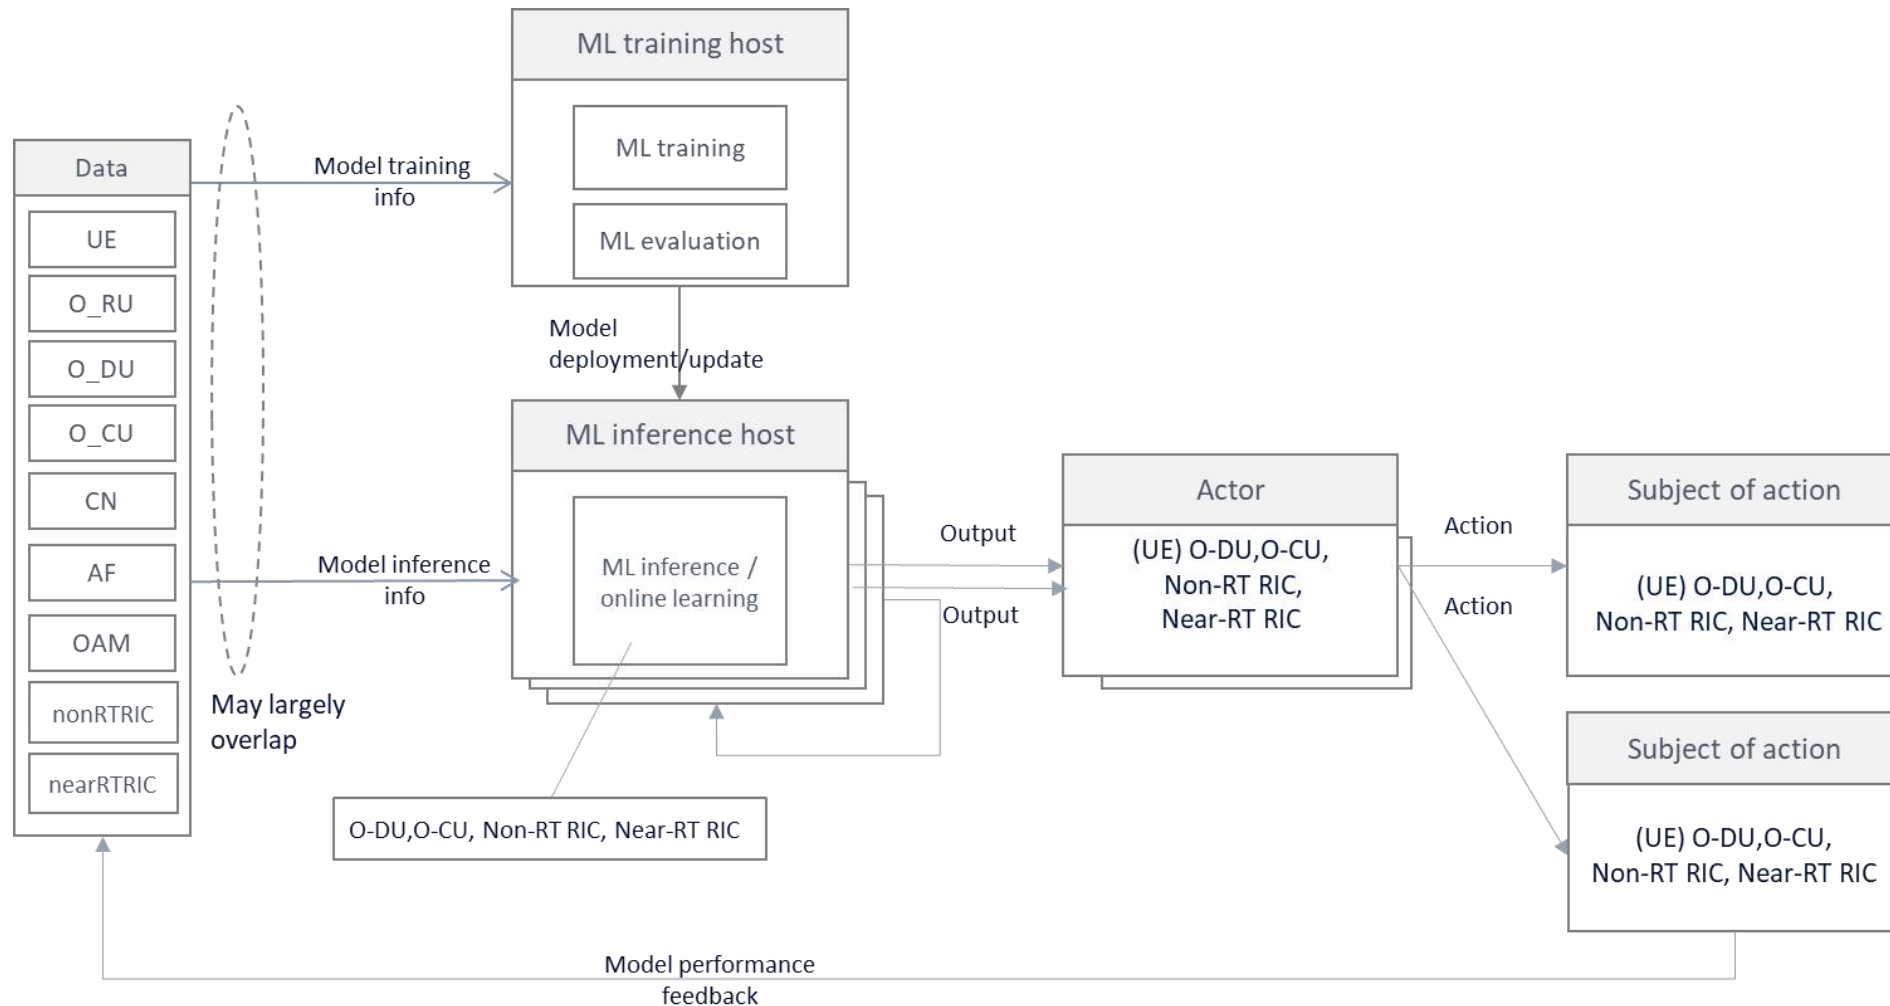 ML training host
ML training
ML evaluation
Data
UE
O_RU
O_DU
O_CU
CN
AF
OAM
nonRTRIC
nearRTRIC
May largely
overlap
Model training
info
Model
deployment/update
Model inference
info
ML inference host
ML inference /
online learning
O-DU,O-CU, Non-RT RIC, Near-RT RIC
Output
Output
Actor
(UE) O-DU,O-CU,
Non-RT RIC,
Near-RT RIC
Action
Action
Subject of action
(UE) O-DU,O-CU,
Non-RT RIC, Near-RT RIC
Subject of action
(UE) O-DU,O-CU,
Non-RT RIC, Near-RT RIC
Model performance
feedback